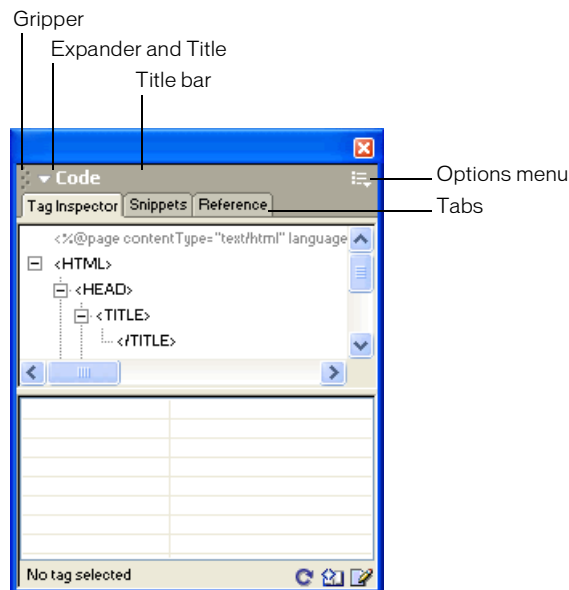 Gripper
Expander and Title
Title bar
Code
Options menu
Tag Inspector Snippets Reference
Tabs
<%@page contentType="text/html" language
<HTML>
<HEAD>
<TITLE>
</TITLE>
No tag selected